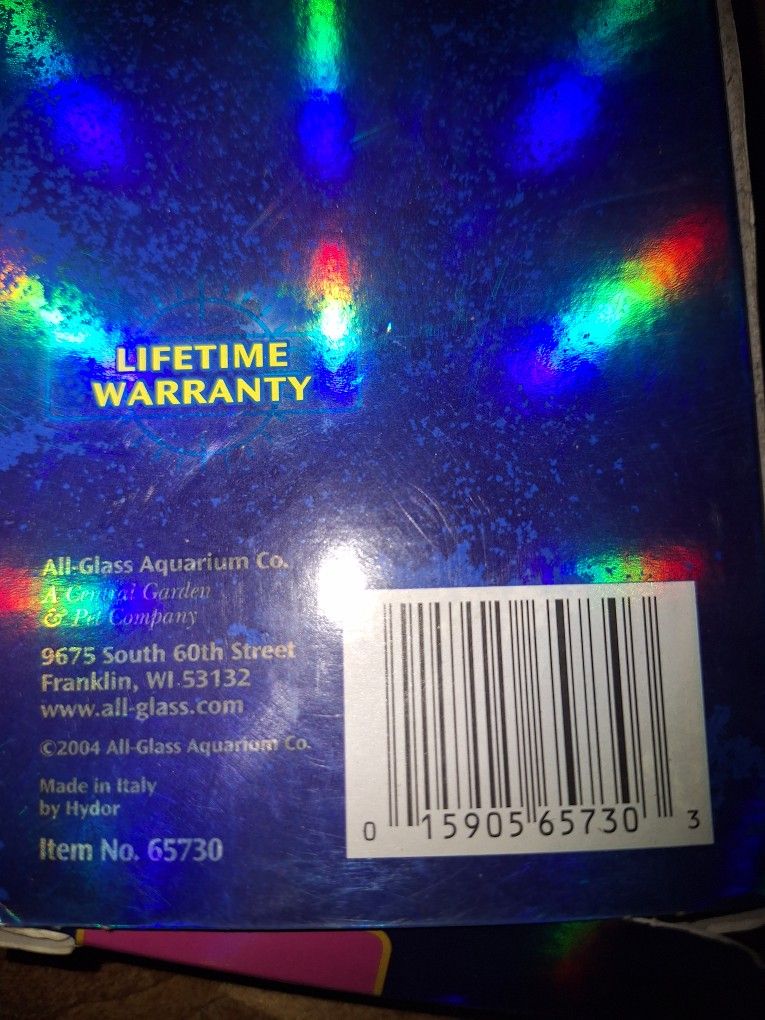 LIFETIME
WARRANTY
All-Glass Aquarium Co.
A Central Garden
& Pet Company
9675 South 60th Street
Franklin, WI 53132
www.all-glass.com
©2004 All-Glass Aquarium Co.
Made in Italy
by Hydor
Item No. 65730
0 15905 65730 3